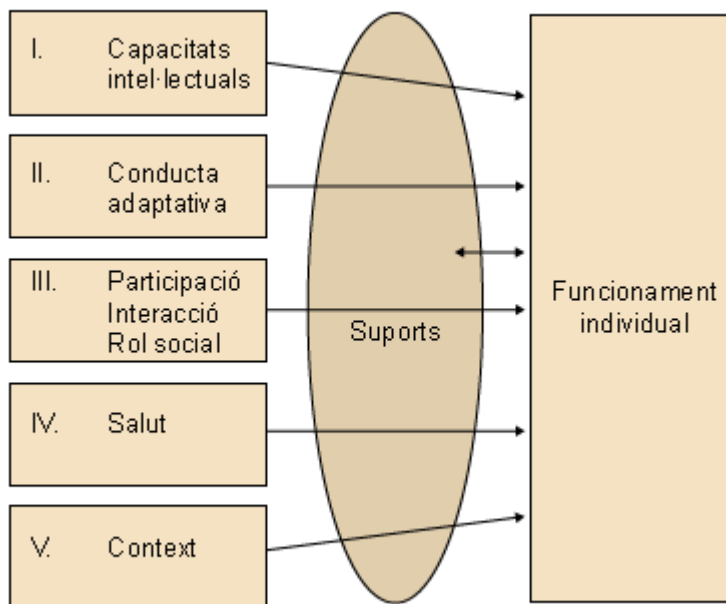 I. Capacitats
intel·lectuals
II. Conducta
adaptativa
III. Participació
Interacció
Rol social
IV. Salut
V. Context
Suports
Funcionament
individual